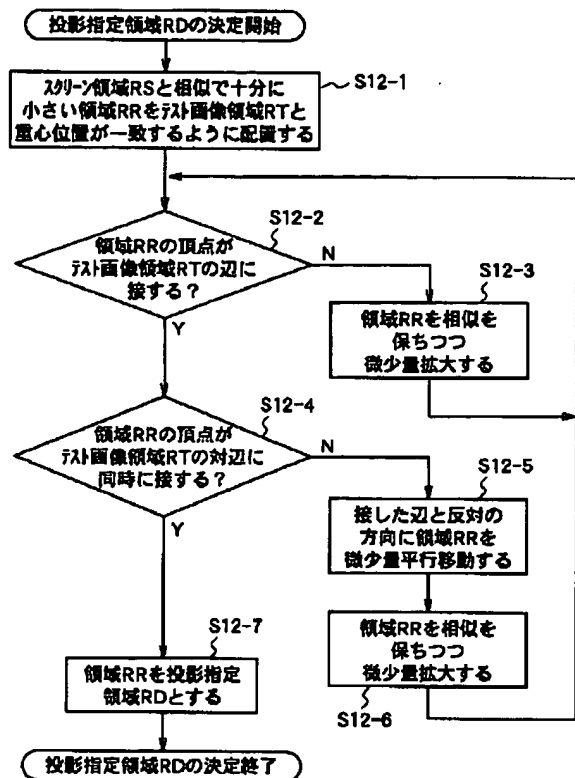 投影指定領域RDの決定開始
S12-1
スクリーン領域RSと相似で十分に
小さい領域RRをテスト画像領域RTと
重心位置が一致するように配置する
S12-2
領域RRの頂点が
テスト画像領域RTの辺に
接する?
N
Y
S12-3
領域RRを相似を
保ちつつ
微少量拡大する
S12-4
領域RRの頂点が
テスト画像領域RTの対辺に
同時に接する?
N
Y
S12-5
接した辺と反対の
方向に領域RRを
微少量平行移動する
領域RRを相似を
保ちつつ
微少量拡大する
S12-6
S12-7
領域RRを投影指定
領域RDとする
投影指定領域RDの決定終了